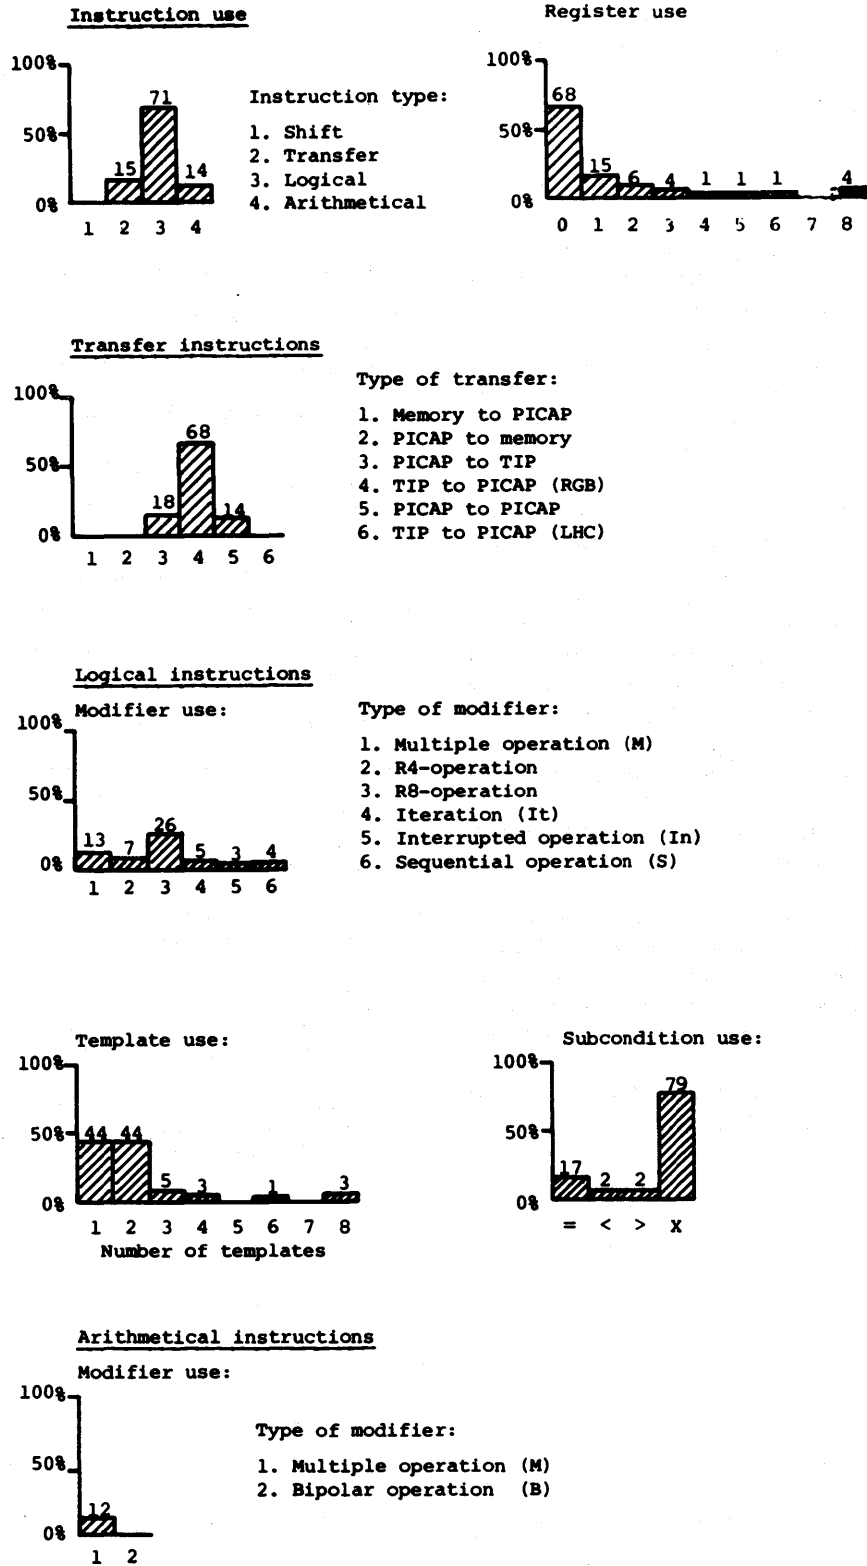 Instruction use
100%
71
50%
15
14
0%
1 2 3 4
Instruction type:
1. Shift
2. Transfer
3. Logical
4. Arithmetical
Register use
100%
68
50%
15
6
4
1
1
1
4
0%
0 1 2 3 4 5 6 7 8
Transfer instructions
100%
68
50%
18
14
0%
1 2 3 4 5 6
Type of transfer:
1. Memory to PICAP
2. PICAP to memory
3. PICAP to TIP
4. TIP to PICAP (RGB)
5. PICAP to PICAP
6. TIP to PICAP (LHC)
Logical instructions
Modifier use:
100%
50%
13
7
26
5
3
4
0%
1 2 3 4 5 6
Type of modifier:
1. Multiple operation (M)
2. R4-operation
3. R8-operation
4. Iteration (It)
5. Interrupted operation (In)
6. Sequential operation (S)
Template use:
100%
50%
44
44
5
3
1
3
0%
1 2 3 4 5 6 7 8
Number of templates
Subcondition use:
100%
79
50%
17
2
2
0%
= < > X
Arithmetical instructions
Modifier use:
100%
50%
12
0%
1 2
Type of modifier:
1. Multiple operation (M)
2. Bipolar operation (B)